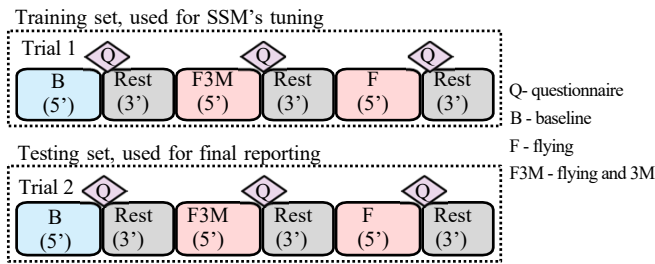 Training set, used for SSM's tuning
Trial 1
Q Q Q
B Rest F3M Rest F Rest
(5’) (3’) (5’) (3’) (5’) (3’)
Testing set, used for final reporting
Trial 2
Q Q Q
B Rest F3M Rest F Rest
(5’) (3’) (5’) (3’) (5’) (3’)
Q- questionnaire
B - baseline
F - flying
F3M - flying and 3M